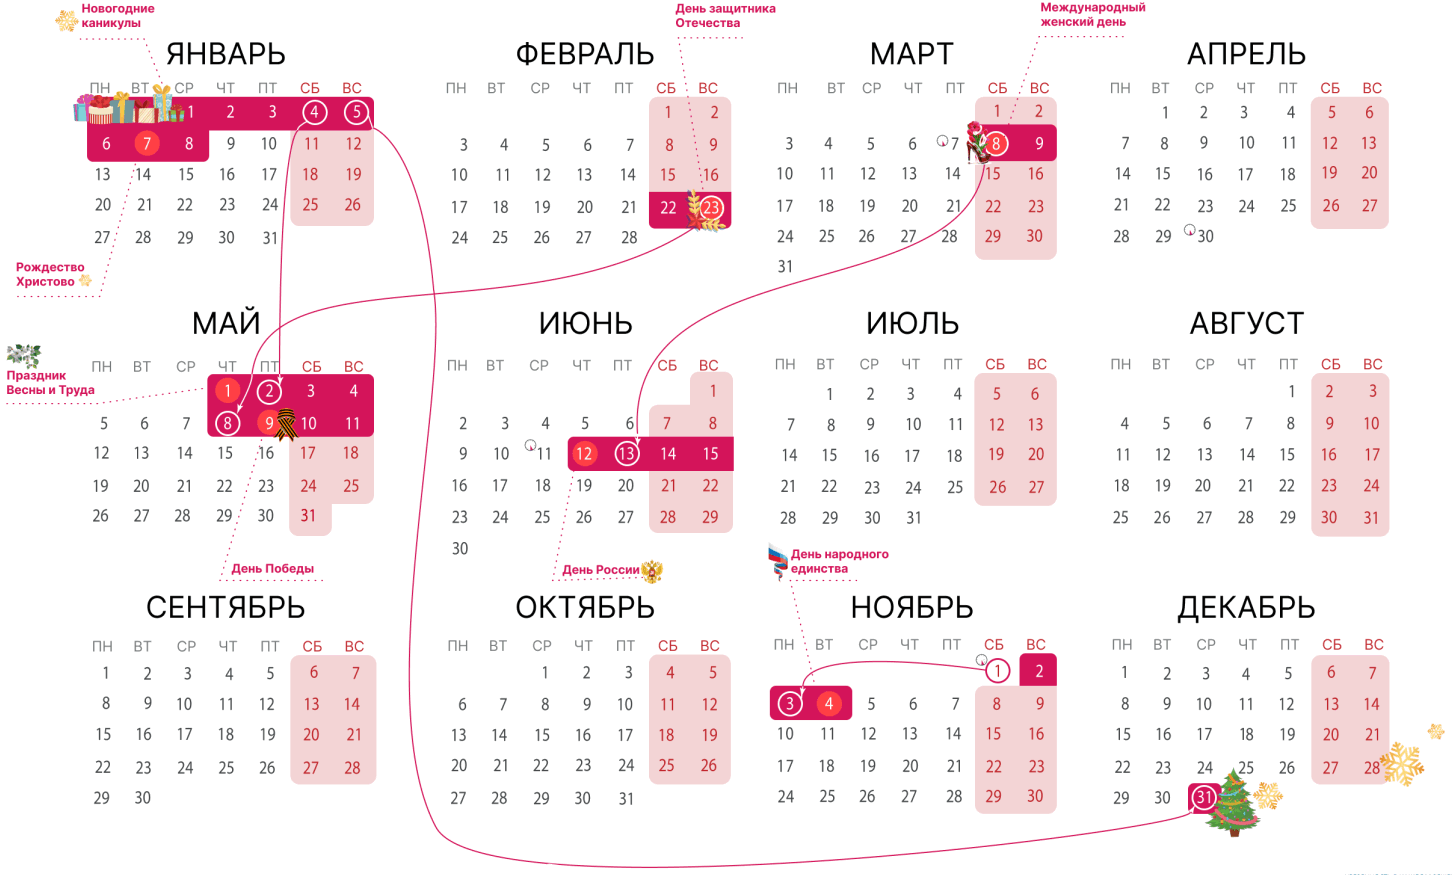 Новогодние
каникулы
День защитника
Отечества
Международный
женский день
ЯНВАРЬ
ПН ВТ СР ЧТ ПТ СБ ВС
1 2 3 4 5
6 7 8 9 10 11 12
13 14 15 16 17 18 19
20 21 22 23 24 25 26
27 28 29 30 31
ФЕВРАЛЬ
ПН ВТ СР ЧТ ПТ СБ ВС
1 2
3 4 5 6 7 8 9
10 11 12 13 14 15 16
17 18 19 20 21 22 23
24 25 26 27 28
МАРТ
ПН ВТ СР ЧТ ПТ СБ ВС
1 2
3 4 5 6 7 8 9
10 11 12 13 14 15 16
17 18 19 20 21 22 23
24 25 26 27 28 29 30
31
АПРЕЛЬ
ПН ВТ СР ЧТ ПТ СБ ВС
1 2 3 4 5 6
7 8 9 10 11 12 13
14 15 16 17 18 19 20
21 22 23 24 25 26 27
28 29 30
Рождество
Христово
Праздник
Весны и Труда
МАЙ
ПН ВТ СР ЧТ ПТ СБ ВС
1 2 3 4
5 6 7 8 9 10 11
12 13 14 15 16 17 18
19 20 21 22 23 24 25
26 27 28 29 30 31
День Победы
ИЮНЬ
ПН ВТ СР ЧТ ПТ СБ ВС
1
2 3 4 5 6 7 8
9 10 11 12 13 14 15
16 17 18 19 20 21 22
23 24 25 26 27 28 29
30
День России
ИЮЛЬ
ПН ВТ СР ЧТ ПТ СБ ВС
1 2 3 4 5 6
7 8 9 10 11 12 13
14 15 16 17 18 19 20
21 22 23 24 25 26 27
28 29 30 31
АВГУСТ
ПН ВТ СР ЧТ ПТ СБ ВС
1 2 3
4 5 6 7 8 9 10
11 12 13 14 15 16 17
18 19 20 21 22 23 24
25 26 27 28 29 30 31
День народного
единства
СЕНТЯБРЬ
ПН ВТ СР ЧТ ПТ СБ ВС
1 2 3 4 5 6 7
8 9 10 11 12 13 14
15 16 17 18 19 20 21
22 23 24 25 26 27 28
29 30
ОКТЯБРЬ
ПН ВТ СР ЧТ ПТ СБ ВС
1 2 3 4 5
6 7 8 9 10 11 12
13 14 15 16 17 18 19
20 21 22 23 24 25 26
27 28 29 30 31
НОЯБРЬ
ПН ВТ СР ЧТ ПТ СБ ВС
1 2
3 4 5 6 7 8 9
10 11 12 13 14 15 16
17 18 19 20 21 22 23
24 25 26 27 28 29 30
ДЕКАБРЬ
ПН ВТ СР ЧТ ПТ СБ ВС
1 2 3 4 5 6 7
8 9 10 11 12 13 14
15 16 17 18 19 20 21
22 23 24 25 26 27 28
29 30 31